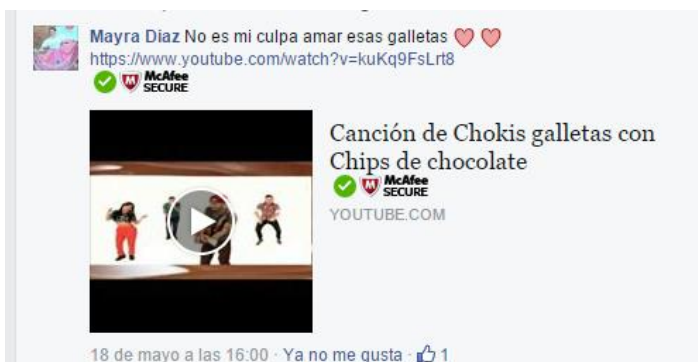 Mayra Diaz No es mi culpa amar esas galletas
https://www.youtube.com/watch?v=kuKq9FsLrt8
McAfee
SECURE
Canción de Chokis galletas con
Chips de chocolate
McAfee
SECURE
YOUTUBE.COM
18 de mayo a las 16:00 · Ya no me gusta · 1